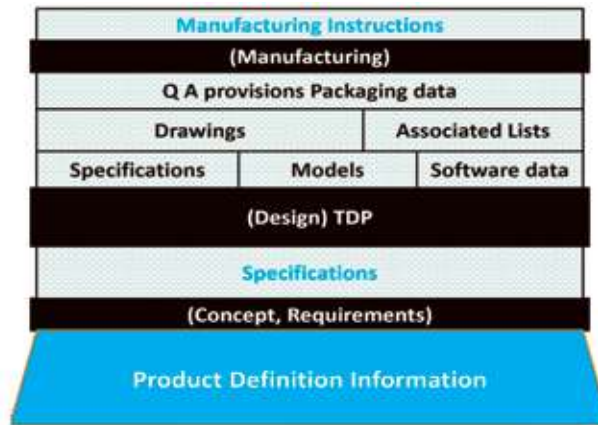 Manufacturing Instructions
(Manufacturing)
Q A provisions Packaging data
Drawings
Associated Lists
Specifications
Models
Software data
(Design) TDP
Specifications
(Concept, Requirements)
Product Definition Information